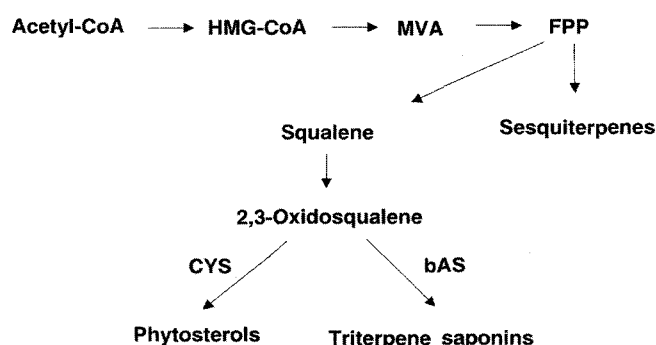 Acetyl-CoA HMG-CoA MVA FPP
Squalene Sesquiterpenes
2,3-Oxidosqualene
CYS bAS
Phytosterols Triterpene saponins